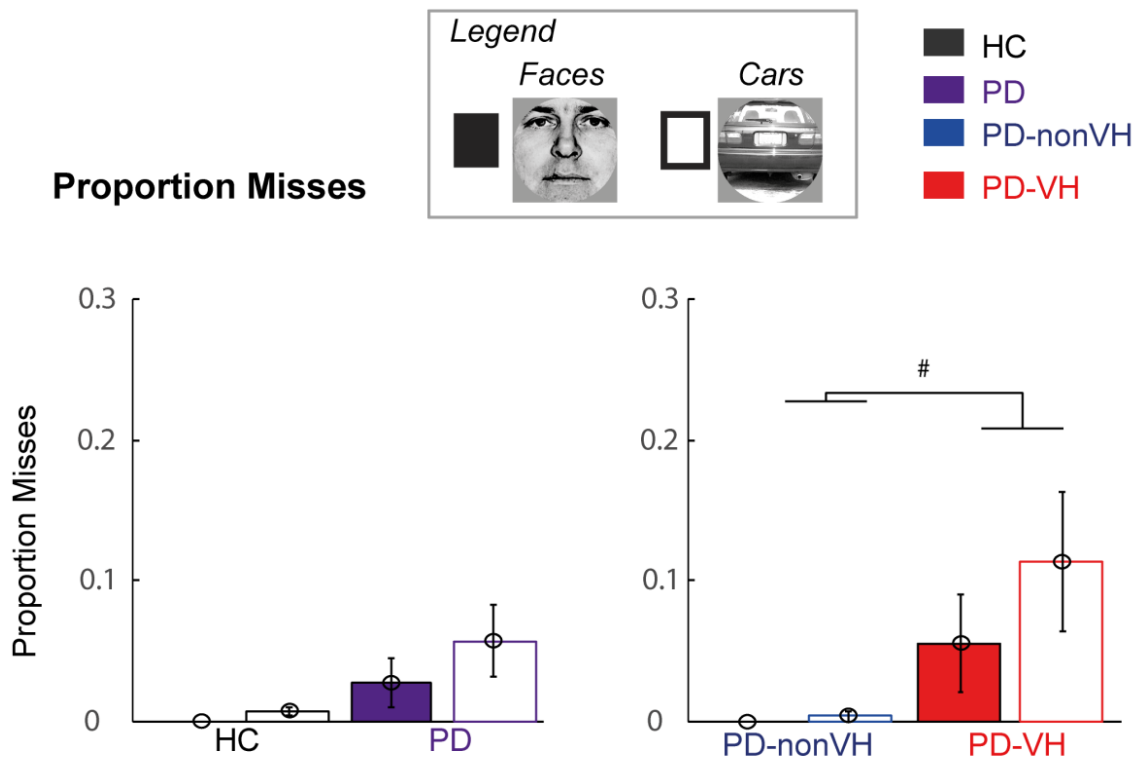 Legend
Faces
Cars
HC
PD
PD-nonVH
PD-VH
Proportion Misses
0.3
0.2
0.1
0
Proportion Misses
HC
PD
0.3
#
0.2
0.1
0
PD-nonVH
PD-VH